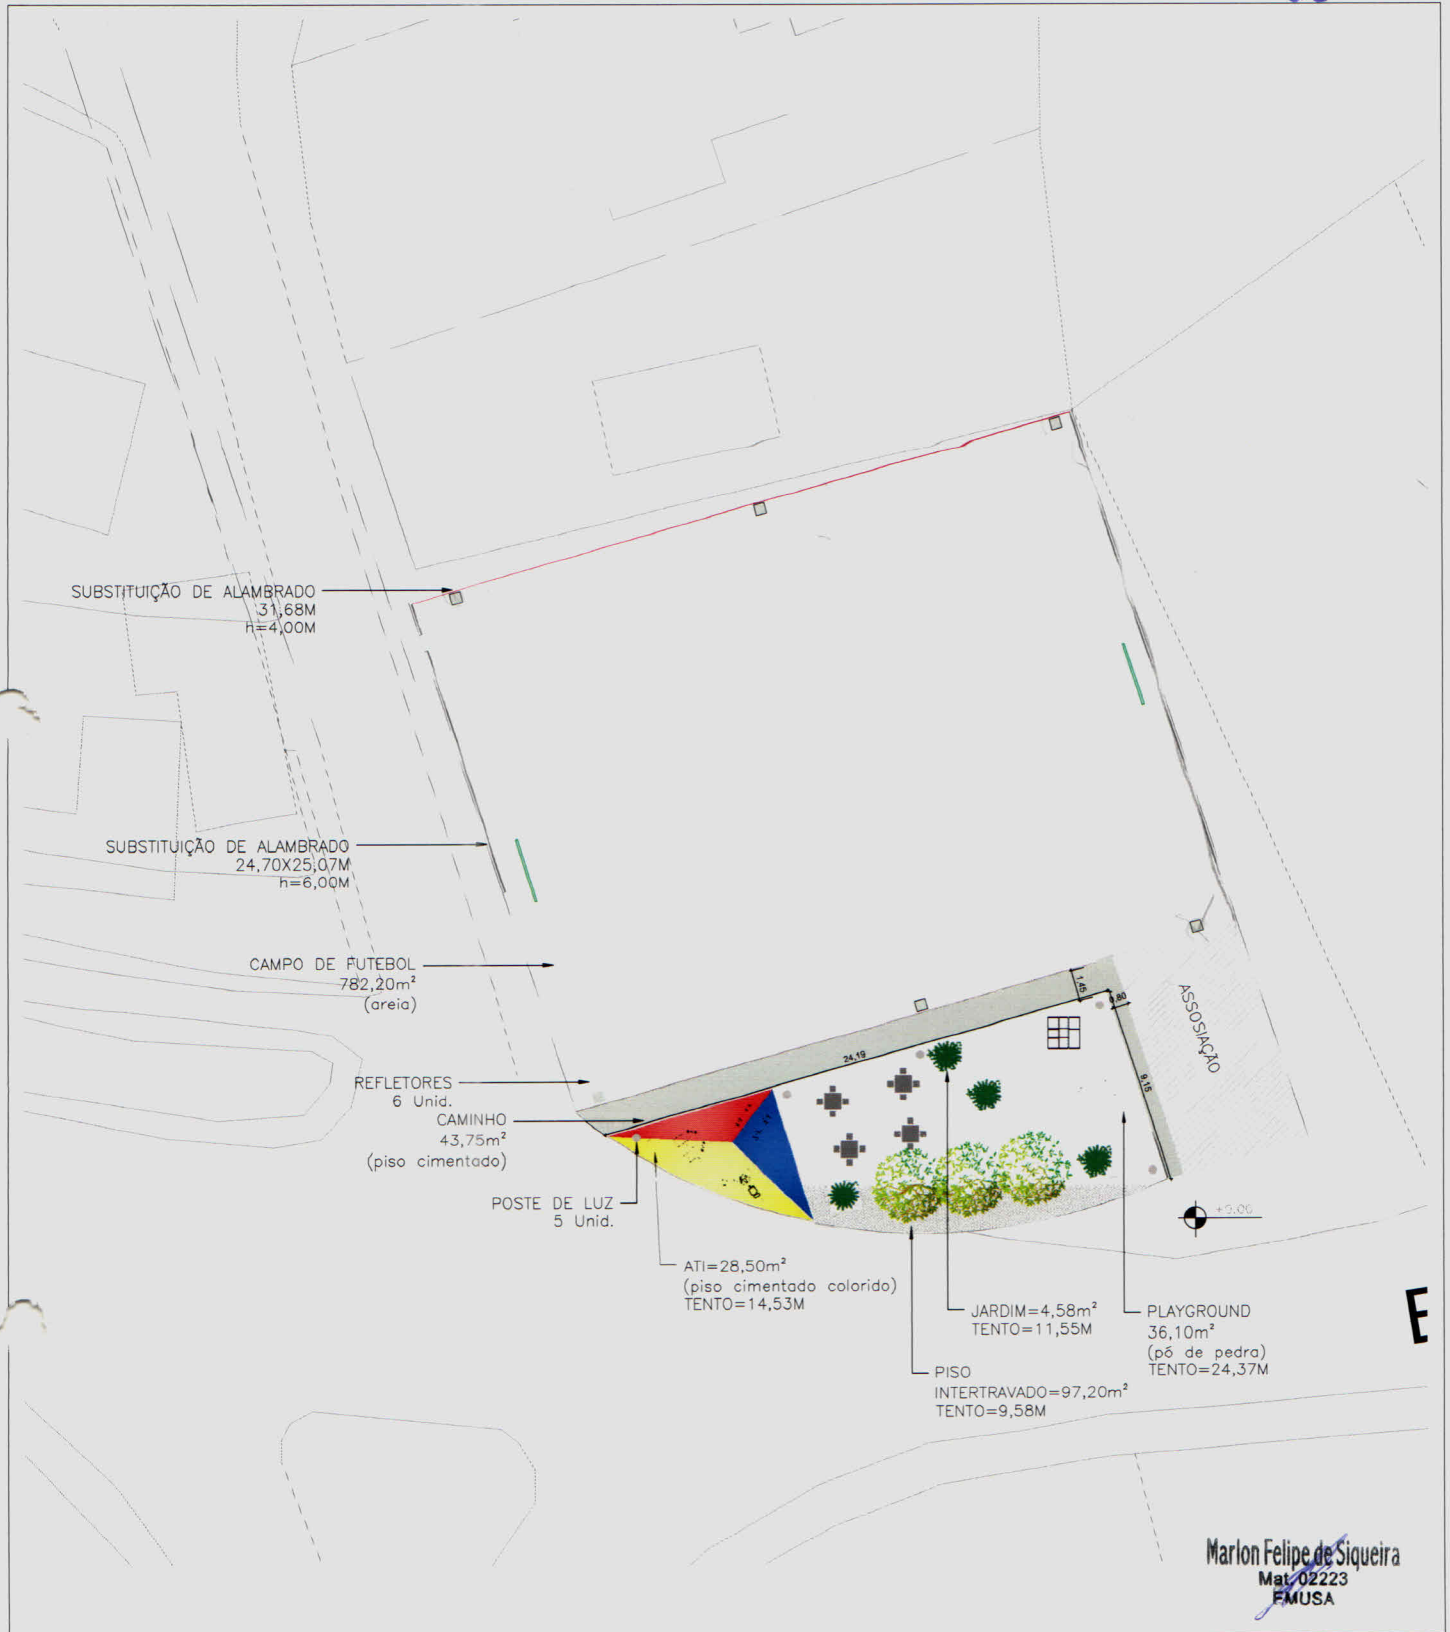 SUBSTITUIÇÃO DE ALAMBRADO
31,68M
h=4,00M
SUBSTITUIÇÃO DE ALAMBRADO
24,70X25,07M
h=6,00M
CAMPO DE FUTEBOL
782,20m²
(areia)
REFLETORES
6 Unid.
CAMINHO
43,75m²
(piso cimentado)
POSTE DE LUZ
5 Unid.
ATI=28,50m²
(piso cimentado colorido)
TENTO=14,53M
24,19
1,45
0,80
9,15
ASSOSIAÇÃO
+0.00
JARDIM=4,58m²
TENTO=11,55M
PLAYGROUND
36,10m²
(pó de pedra)
TENTO=24,37M
PISO
INTERTRAVADO=97,20m²
TENTO=9,58M
E
Marlon Felipe de Siqueira
Mat. 02223
EMUSA